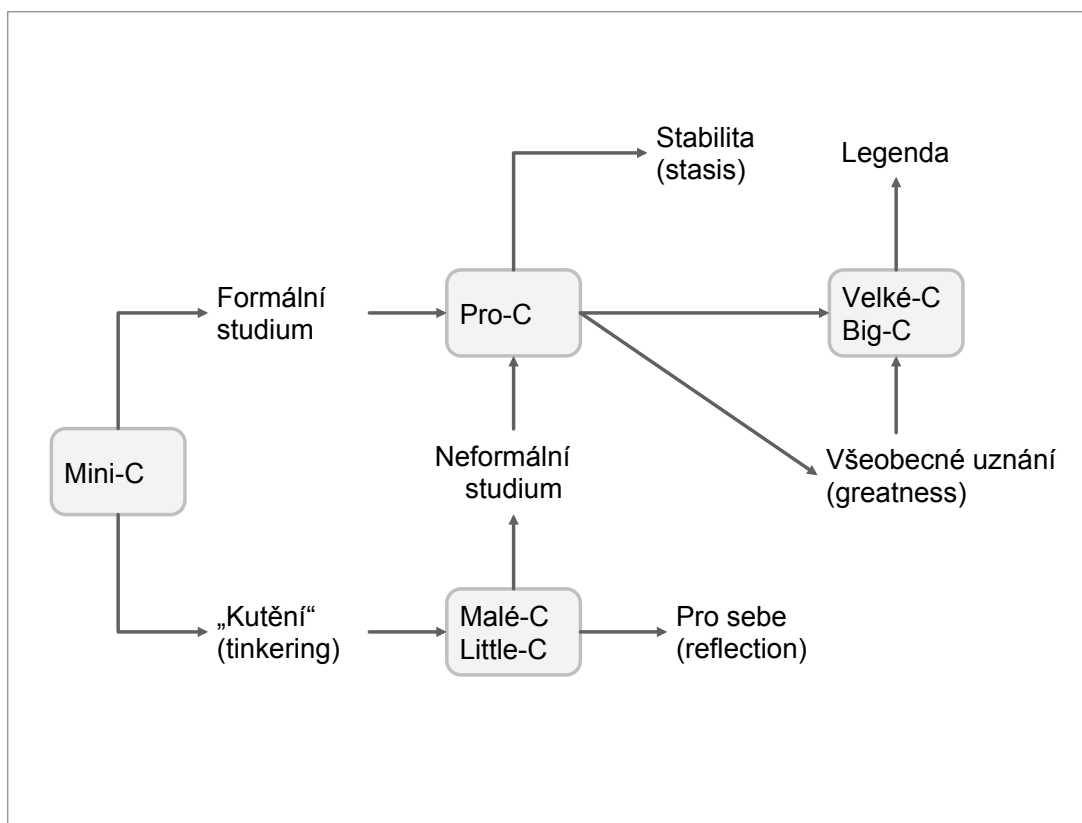 Stabilita
(stasis)
Legenda
Formální
studium
Pro-C
Velké-C
Big-C
Mini-C
Neformální
studium
Všeobecné uznání
(greatness)
„Kutění“
(tinkering)
Malé-C
Little-C
Pro sebe
(reflection)